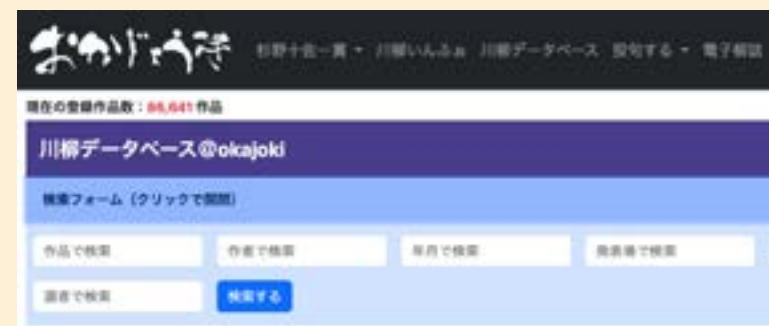 おかじょうき 杉野十佐一賞 川柳いんふぉ 川柳データベース 投句する 電子相談
現在の登録作品数：66,641作品
川柳データベース@okajoki
検索フォーム（クリックで開閉）
作品で検索 作者で検索 年月で検索 発表場で検索
選者で検索 検索する